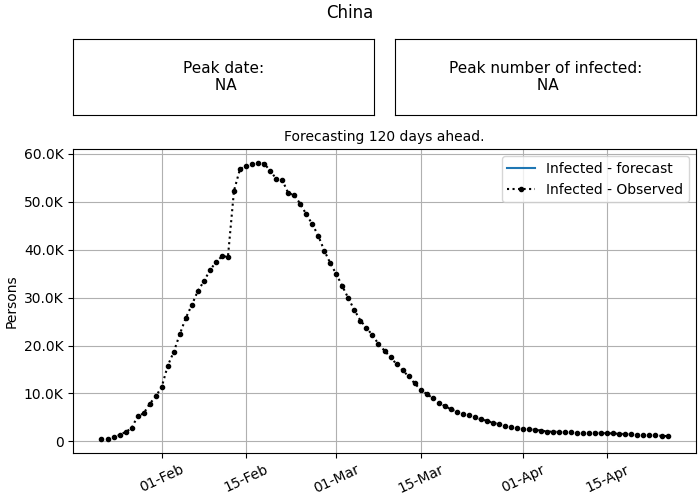 China
Peak date:
NA
Peak number of infected:
NA
Forecasting 120 days ahead.
60.0K
50.0K
40.0K
30.0K
20.0K
10.0K
0
Persons
Infected - forecast
Infected - Observed
01-Feb
15-Feb
01-Mar
15-Mar
01-Apr
15-Apr